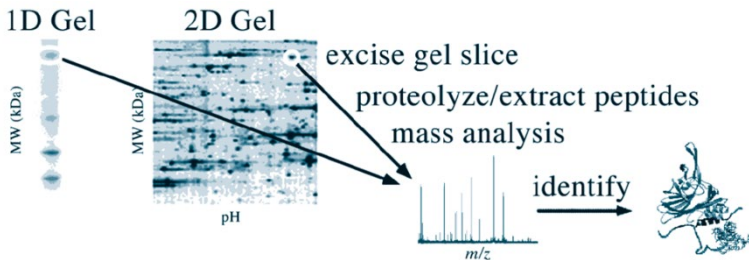 1D Gel
2D Gel
excise gel slice
proteolyze/extract peptides
mass analysis
MW (kDa)
MW (kDa)
identify
pH
m/z